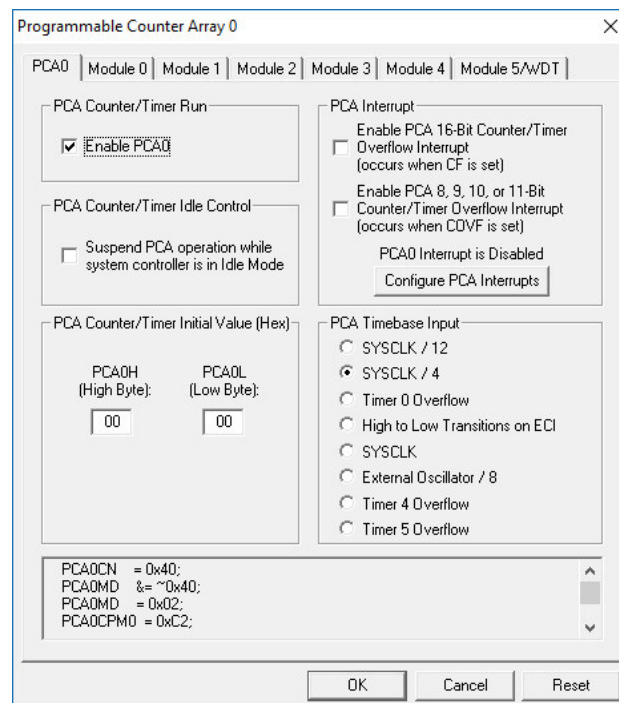 Programmable Counter Array 0
PCA0 Module 0 Module 1 Module 2 Module 3 Module 4 Module 5/WDT
PCA Counter/Timer Run
Enable PCA0
PCA Counter/Timer Idle Control
Suspend PCA operation while
system controller is in Idle Mode
PCA Interrupt
Enable PCA 16-Bit Counter/Timer
Overflow Interrupt
(occurs when CF is set)
Enable PCA 8, 9, 10, or 11-Bit
Counter/Timer Overflow Interrupt
(occurs when COVF is set)
PCA0 Interrupt is Disabled
Configure PCA Interrupts
PCA Counter/Timer Initial Value (Hex)
PCA0H
(High Byte):
00
PCA0L
(Low Byte):
00
PCA Timebase Input
SYSCLK / 12
SYSCLK / 4
Timer 0 Overflow
High to Low Transitions on ECI
SYSCLK
External Oscillator / 8
Timer 4 Overflow
Timer 5 Overflow
PCA0CN = 0x40;
PCA0MD &= ~0x40;
PCA0MD = 0x02;
PCA0CPM0 = 0xC2;
OK Cancel Reset